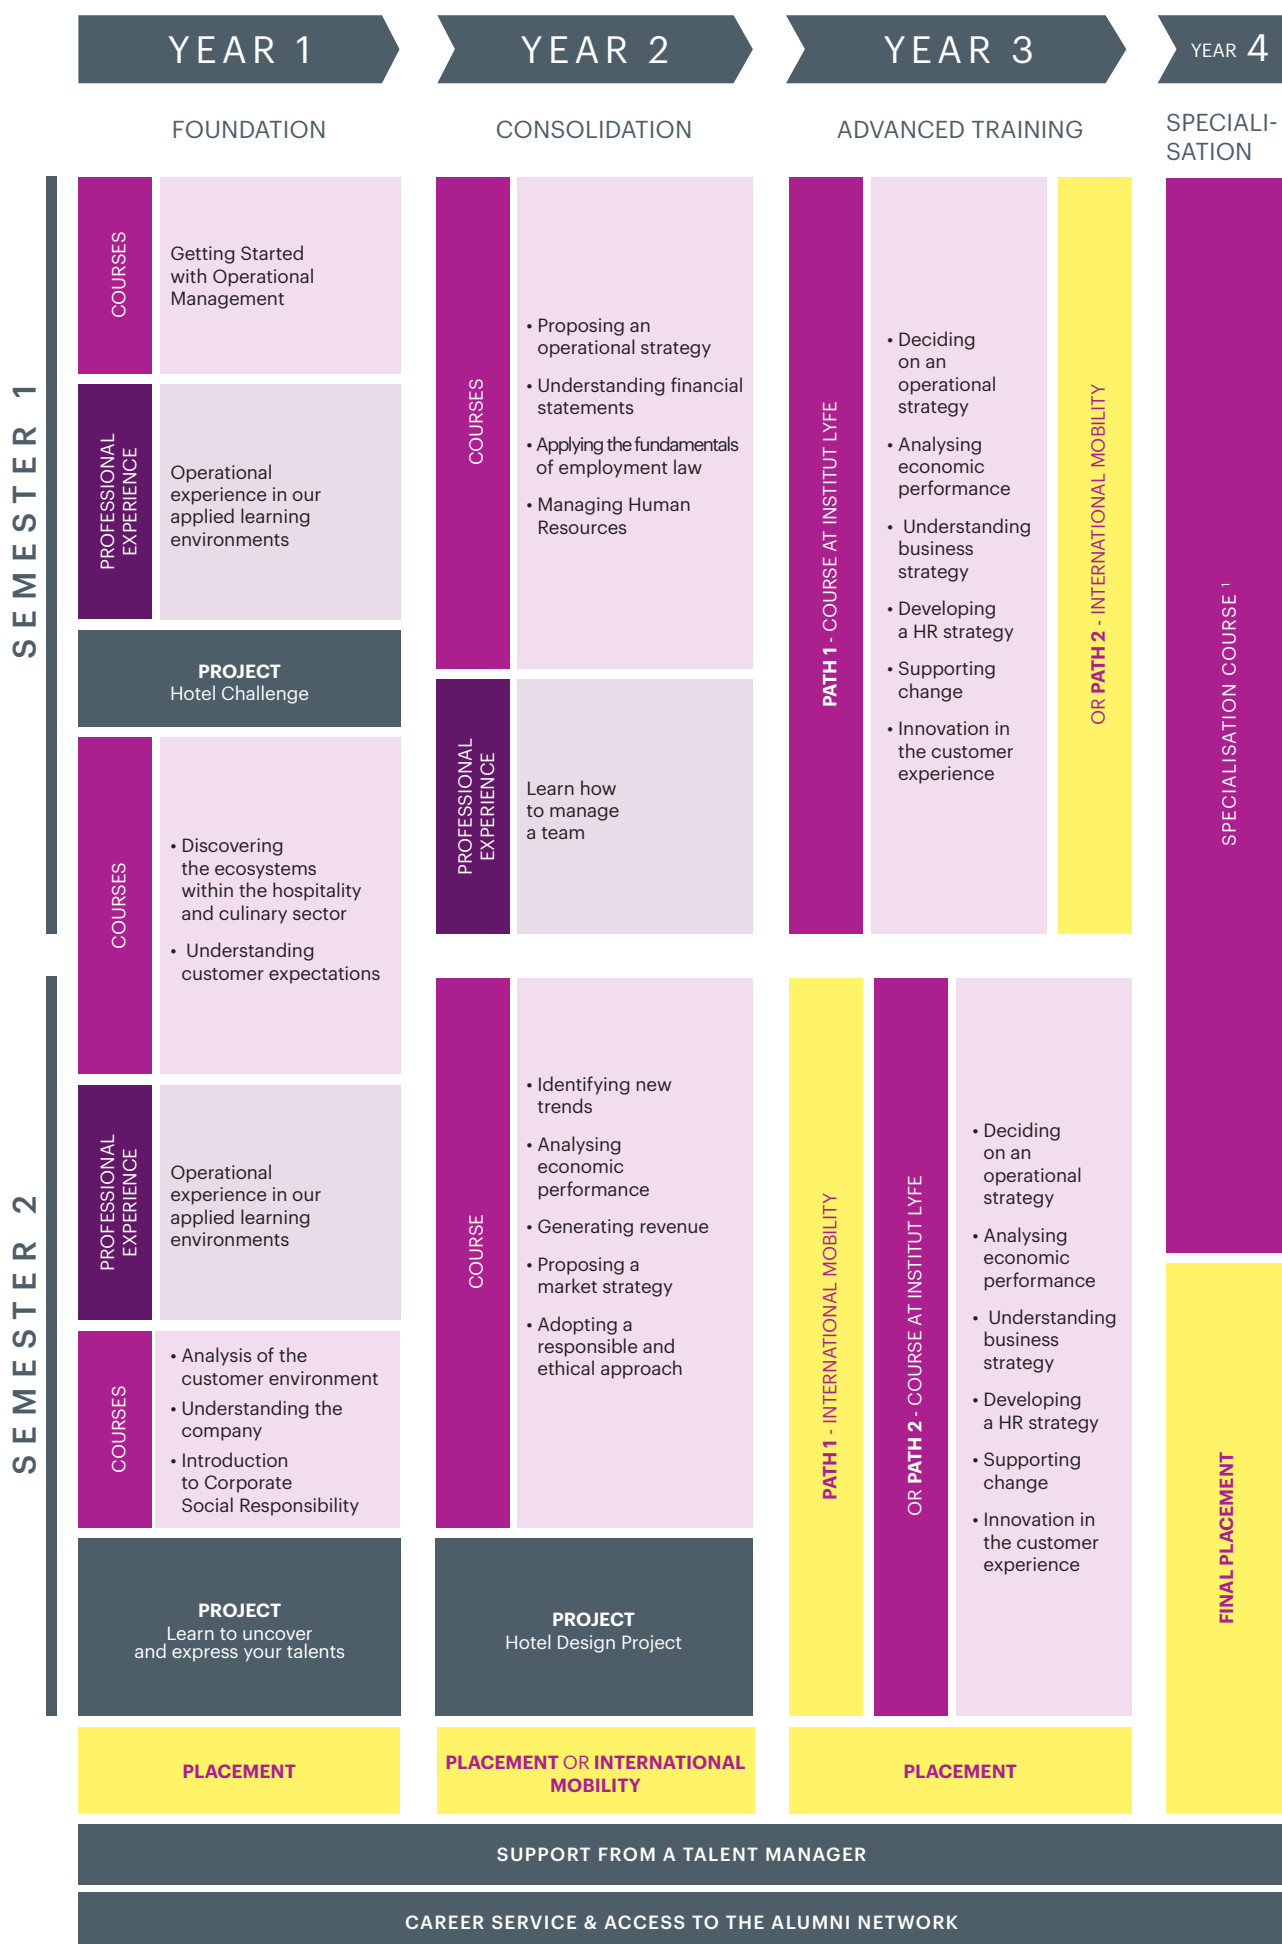 YEAR 1
YEAR 2
YEAR 3
YEAR 4
FOUNDATION
CONSOLIDATION
ADVANCED TRAINING
SPECIALI-
SATION
SEMESTER 1
COURSES
Getting Started
with Operational
Management
PROFESSIONAL
EXPERIENCE
Operational
experience in our
applied learning
environments
PROJECT
Hotel Challenge
COURSES
• Discovering
the ecosystems
within the hospitality
and culinary sector
• Understanding
customer expectations
SEMESTER 2
PROFESSIONAL
EXPERIENCE
Operational
experience in our
applied learning
environments
COURSES
• Analysis of the
customer environment
• Understanding the
company
• Introduction
to Corporate
Social Responsibility
PROJECT
Learn to uncover
and express your talents
PLACEMENT
COURSES
• Proposing an
operational strategy
• Understanding financial
statements
• Applying the fundamentals
of employment law
• Managing Human
Resources
PROFESSIONAL
EXPERIENCE
Learn how
to manage
a team
COURSE
• Identifying new
trends
• Analysing
economic
performance
• Generating revenue
• Proposing a
market strategy
• Adopting a
responsible and
ethical approach
PROJECT
Hotel Design Project
PLACEMENT OR INTERNATIONAL
MOBILITY
PATH 1 - COURSE AT INSTITUT LYFE
• Deciding
on an
operational
strategy
• Analysing
economic
performance
• Understanding
business
strategy
• Developing
a HR strategy
• Supporting
change
• Innovation in
the customer
experience
OR PATH 2 - INTERNATIONAL MOBILITY
PATH 1 - INTERNATIONAL MOBILITY
OR PATH 2 - COURSE AT INSTITUT LYFE
• Deciding
on an
operational
strategy
• Analysing
economic
performance
• Understanding
business
strategy
• Developing
a HR strategy
• Supporting
change
• Innovation in
the customer
experience
PLACEMENT
SPECIALISATION COURSE ¹
FINAL PLACEMENT
SUPPORT FROM A TALENT MANAGER
CAREER SERVICE & ACCESS TO THE ALUMNI NETWORK